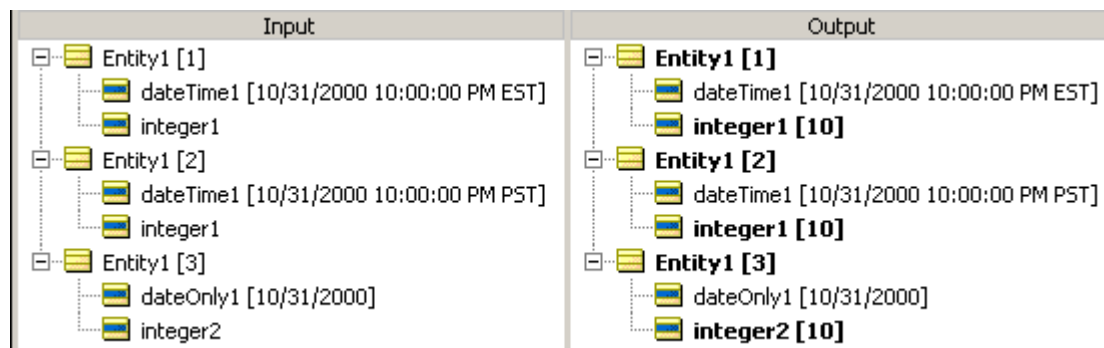 Input
Entity1 [1]
dateTime1 [10/31/2000 10:00:00 PM EST]
integer1
Entity1 [2]
dateTime1 [10/31/2000 10:00:00 PM PST]
integer1
Entity1 [3]
dateOnly1 [10/31/2000]
integer2
Output
Entity1 [1]
dateTime1 [10/31/2000 10:00:00 PM EST]
integer1 [10]
Entity1 [2]
dateTime1 [10/31/2000 10:00:00 PM PST]
integer1 [10]
Entity1 [3]
dateOnly1 [10/31/2000]
integer2 [10]